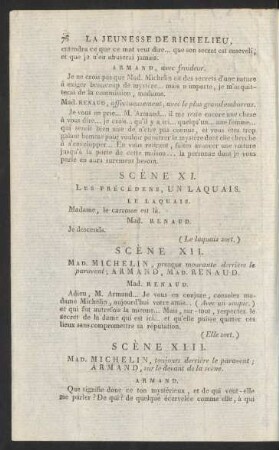 78 LA JEUNESSE DE RICHELIEU,
entendra ce que ce mot veut dire... que son secret est enseveli,
et que je n'en abuserai jamais.
ARMAND, avec froideur.
Je ne crois pas que Mad. Michelin ait des secrets d'une nature
à exiger beaucoup de mystère... mais n'importe, je m'acquit-
terai de la commission, madame.
Mad. RENAUD, affectueusement, avec le plus grand embarras.
Je vous en prie... M. Armand... il me reste encore une chose
à vous dire... je crois... qu'il y a ici... quelqu'un... une femme...
qui serait bien aise de n'être pas connue, et vous êtes trop
galant homme pour vouloir pénétrer le mystère dont elle cherche
à s'envelopper... En vous retirant, faites avancer une voiture
jusqu'à la porte de cette maison... la personne dont je vous
parle en aura surement besoin.
SCÈNE XI.
LES PRÉCÉDENS, UN LAQUAIS.
LE LAQUAIS.
Madame, le carrosse est là.
Mad. RENAUD.
Je descends.
(Le laquais sort.)
SCÈNE XII.
MAD. MICHELIN, presque mourante derrière le
paravent; ARMAND, MAD. RENAUD.
Mad. RENAUD.
Adieu, M. Armand... Je vous en conjure, consolez ma-
dame Michelin, aujourd'hui votre amie... (Avec un soupir.)
et qui fut autrefois la mienne... Mais, sur-tout, respectez le
secret de la dame qui est ici... et qu'elle puisse quitter ces
lieux sans compromettre sa réputation.
(Elle sort.)
SCÈNE XIII.
MAD. MICHELIN, toujours derrière le paravent;
ARMAND, sur le devant de la scène.
ARMAND.
Que signifie donc ce ton mystérieux, et de qui veut-elle
me parler? De qui? de quelque écervelée comme elle, à qui